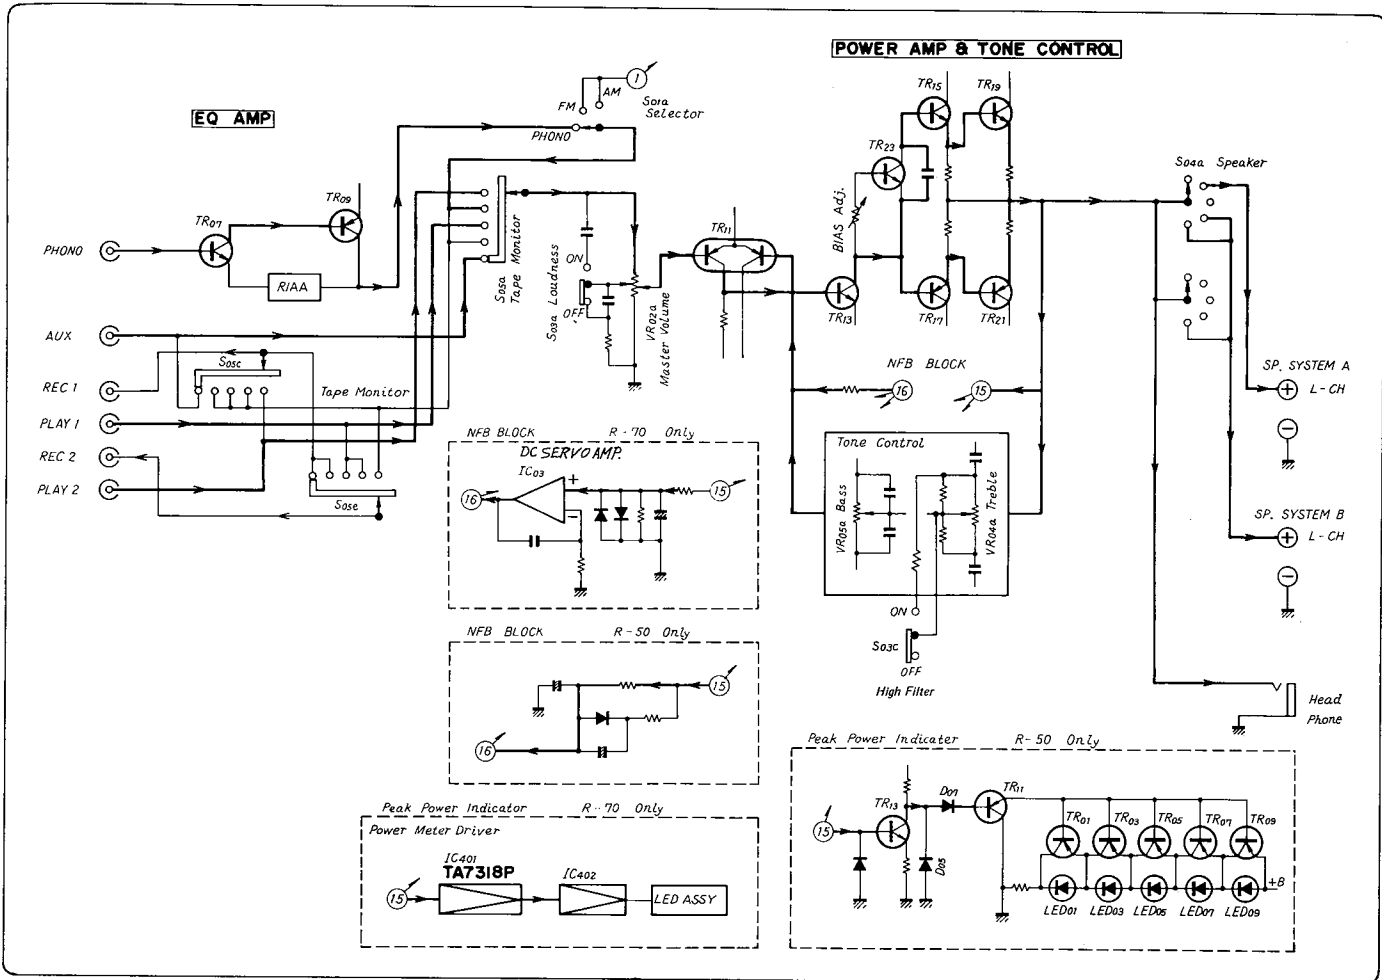 POWER AMP & TONE CONTROL
EQ AMP
1
FM
AM
S01a
Selector
PHONO
TR15
TR19
TR23
TR11
BIAS Adj.
TR13
TR17
TR21
S04a Speaker
TR07
TR09
PHONO
RIAA
S05a
Tape Monitor
S03a Loudness
ON
OFF
VR02a
Master Volume
AUX
S05c
REC 1
Tape Monitor
PLAY 1
REC 2
PLAY 2
S05e
NFB BLOCK
16
15
SP. SYSTEM A
+ L-CH
-
SP. SYSTEM B
+ L-CH
-
NFB BLOCK R-70 Only
DC SERVO AMP.
IC03
+
-
16
15
Tone Control
VR05a Bass
VR04a Treble
ON
S03c
OFF
High Filter
NFB BLOCK R-50 Only
15
16
Head
Phone
Peak Power Indicater R-50 Only
15
TR13
D07
TR11
D05
TR01
TR03
TR05
TR07
TR09
+B
LED01
LED03
LED05
LED07
LED09
Peak Power Indicator R-70 Only
Power Meter Driver
IC401
TA7318P
IC402
15
LED ASSY